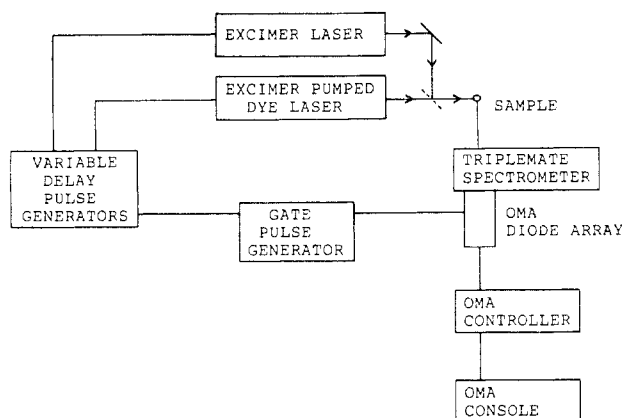 EXCIMER LASER
EXCIMER PUMPED
DYE LASER
SAMPLE
VARIABLE
DELAY
PULSE
GENERATORS
TRIPLEMATE
SPECTROMETER
GATE
PULSE
GENERATOR
OMA
DIODE ARRAY
OMA
CONTROLLER
OMA
CONSOLE